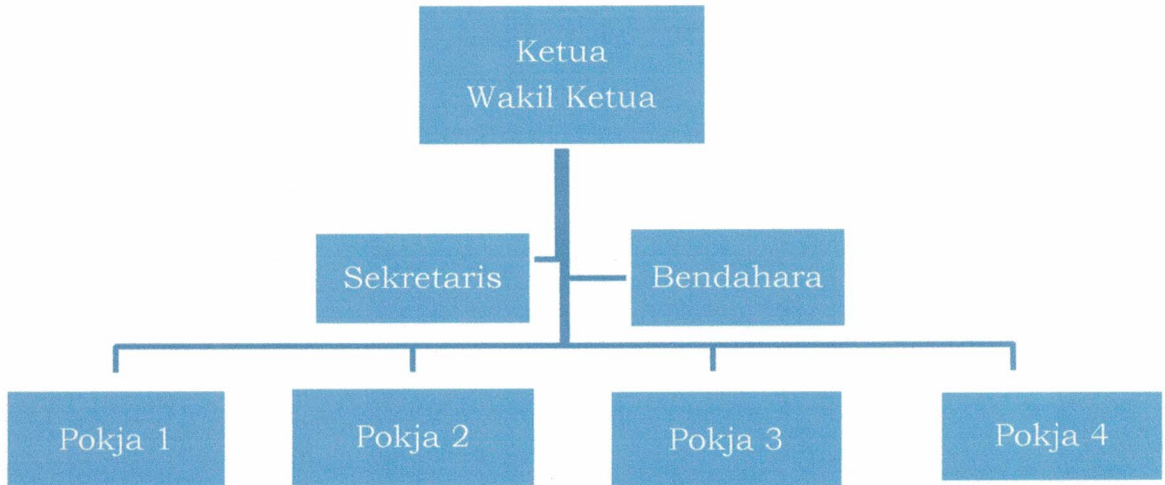 Ketua
Wakil Ketua
Sekretaris
Bendahara
Pokja 1
Pokja 2
Pokja 3
Pokja 4